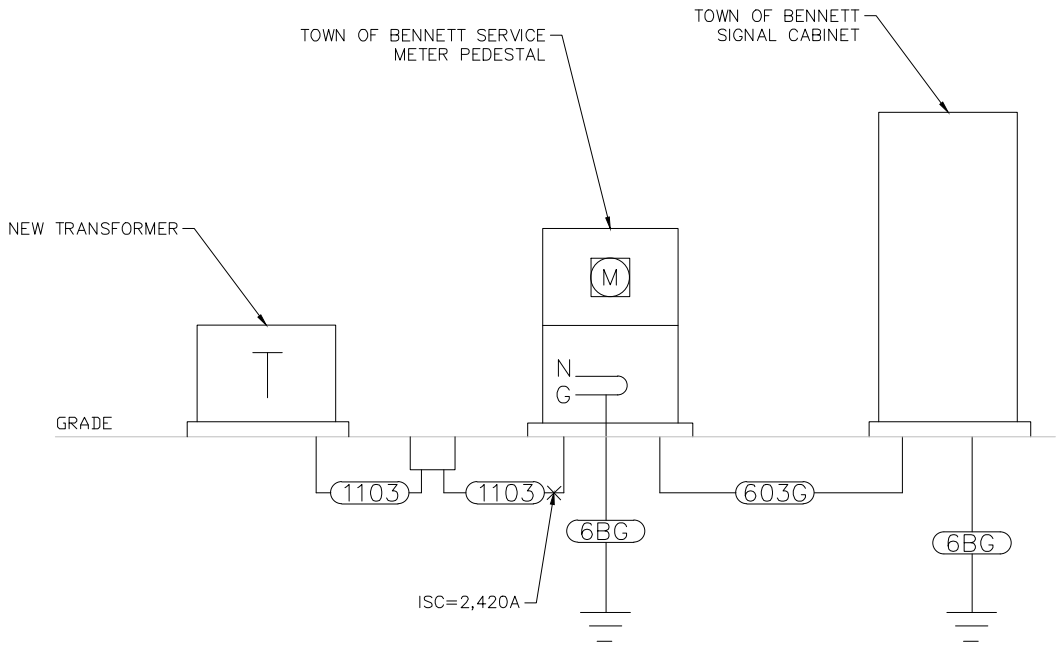 TOWN OF BENNETT
SIGNAL CABINET
TOWN OF BENNETT SERVICE
METER PEDESTAL
NEW TRANSFORMER
M
T
N
G
GRADE
1103
1103
603G
6BG
6BG
ISC=2,420A